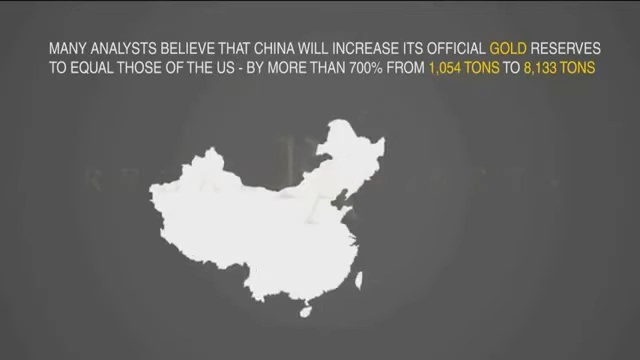 MANY ANALYSTS BELIEVE THAT CHINA WILL INCREASE ITS OFFICIAL GOLD RESERVES
TO EQUAL THOSE OF THE US - BY MORE THAN 700% FROM 1,054 TONS TO 8,133 TONS